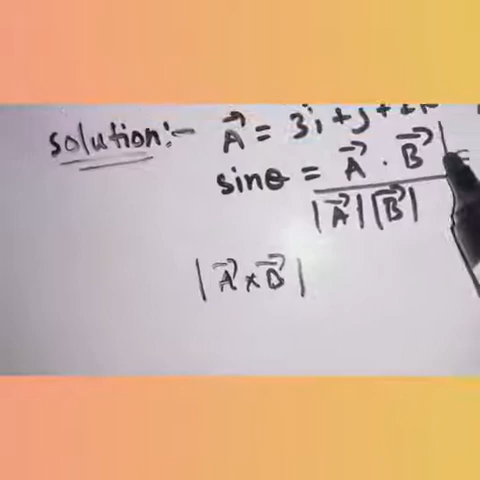 solution:- A⃗ = 3i + j +
sinθ = A⃗ . B⃗ |
|A⃗| |B⃗|
|A⃗ × B⃗|